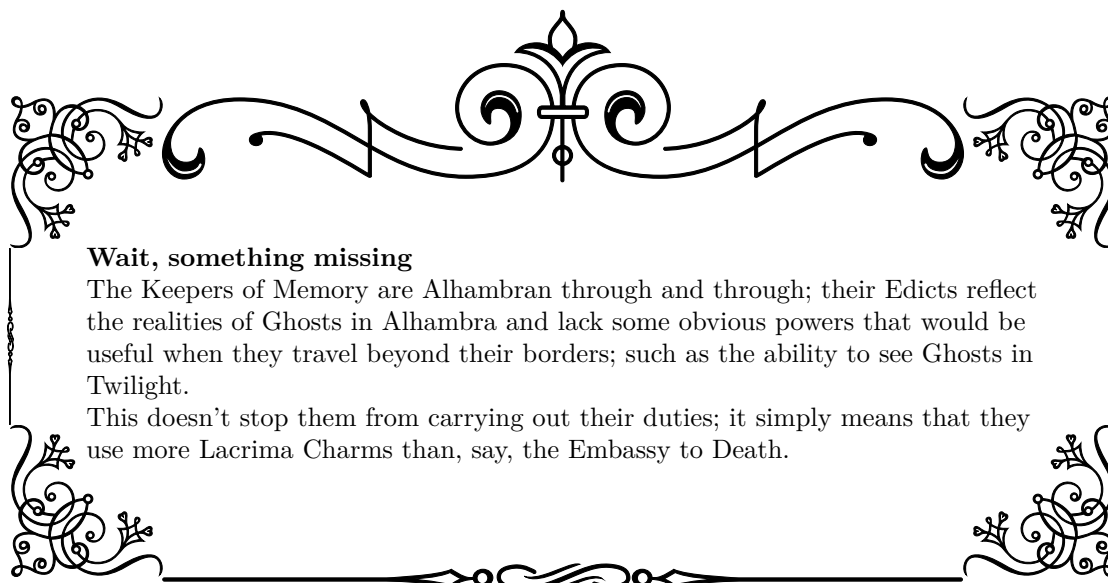 Wait, something missing
The Keepers of Memory are Alhambran through and through; their Edicts reflect
the realities of Ghosts in Alhambra and lack some obvious powers that would be
useful when they travel beyond their borders; such as the ability to see Ghosts in
Twilight.
This doesn't stop them from carrying out their duties; it simply means that they
use more Lacrima Charms than, say, the Embassy to Death.